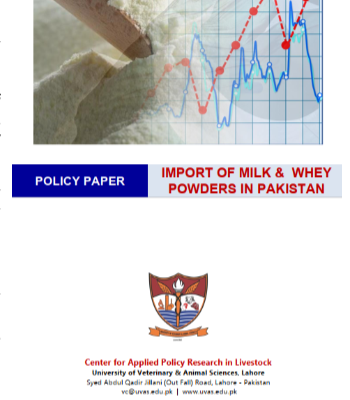 POLICY PAPER
IMPORT OF MILK & WHEY
POWDERS IN PAKISTAN
Center for Applied Policy Research in Livestock
University of Veterinary & Animal Sciences, Lahore
Syed Abdul Qadir Jillani (Out Fall) Road, Lahore - Pakistan
vc@uvas.edu.pk | www.uvas.edu.pk